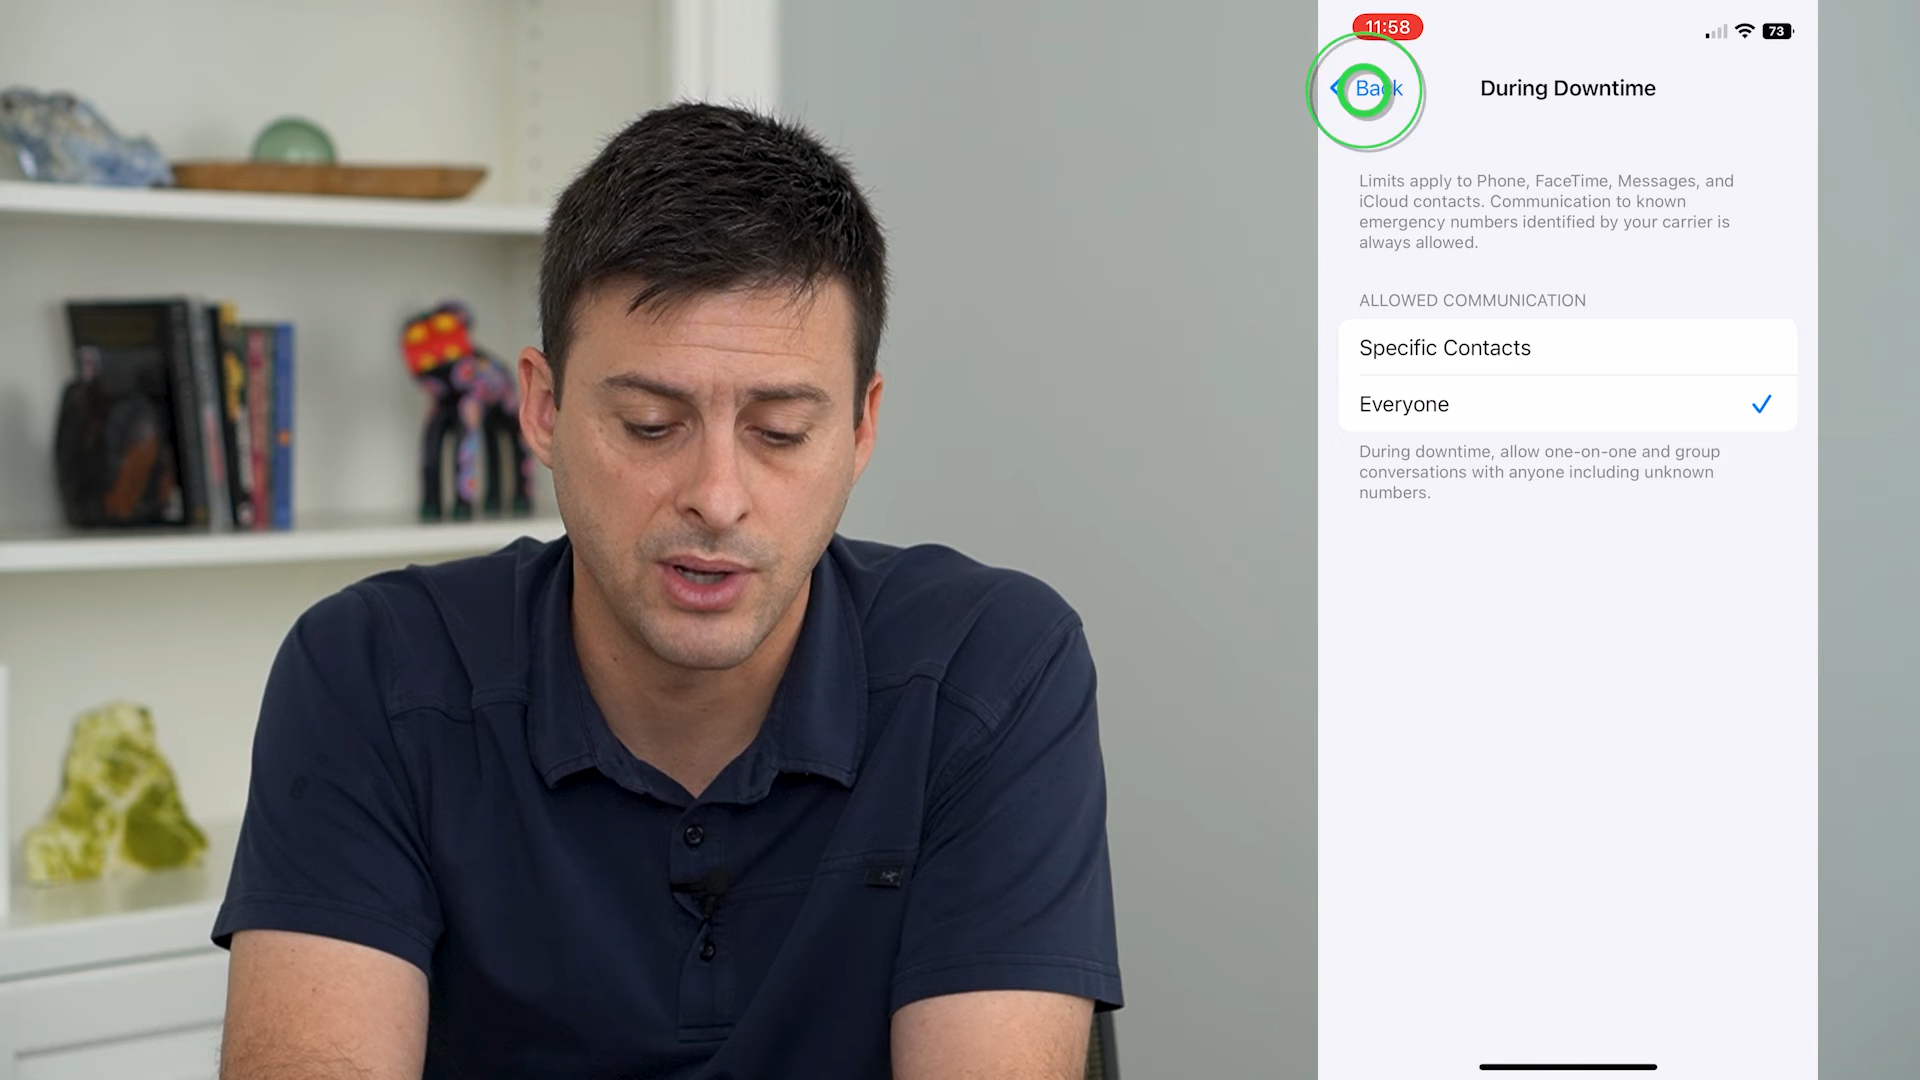 11:58
73
Back
During Downtime
Limits apply to Phone, FaceTime, Messages, and
iCloud contacts. Communication to known
emergency numbers identified by your carrier is
always allowed.
ALLOWED COMMUNICATION
Specific Contacts
Everyone
During downtime, allow one-on-one and group
conversations with anyone including unknown
numbers.